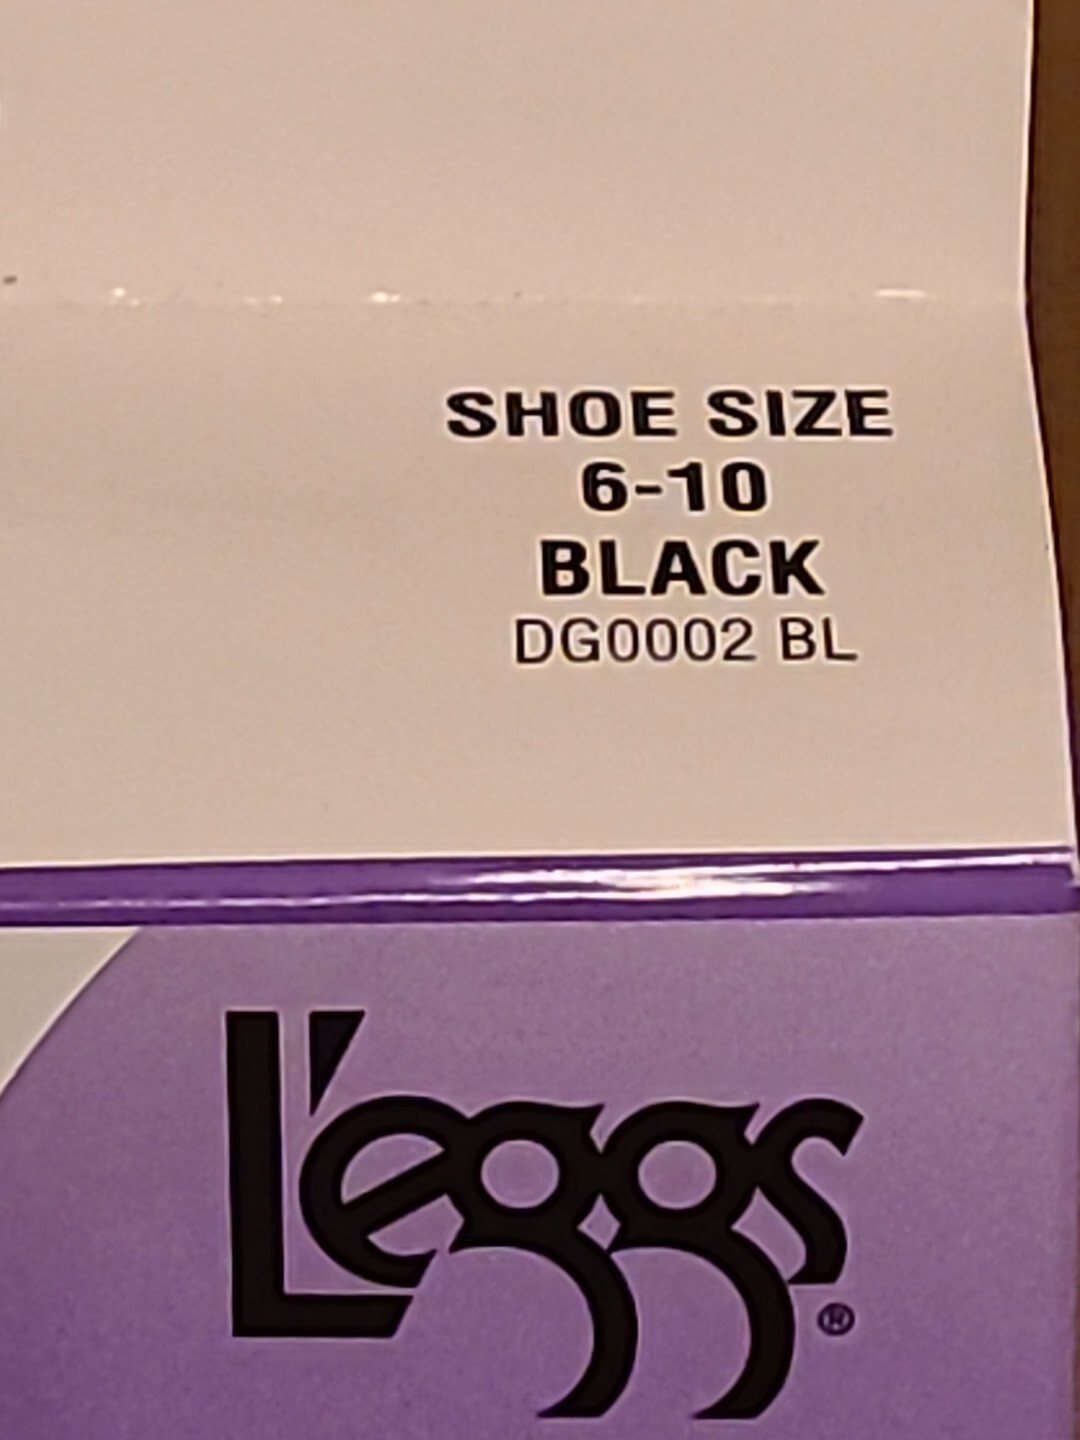 SHOE SIZE
6-10
BLACK
DG0002 BL
L'eggs®